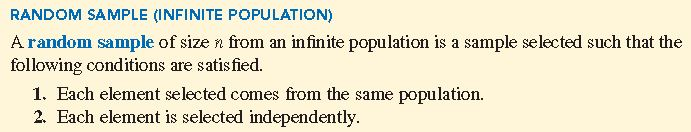 RANDOM SAMPLE (INFINITE POPULATION)
A random sample of size n from an infinite population is a sample selected such that the
following conditions are satisfied.
1. Each element selected comes from the same population.
2. Each element is selected independently.